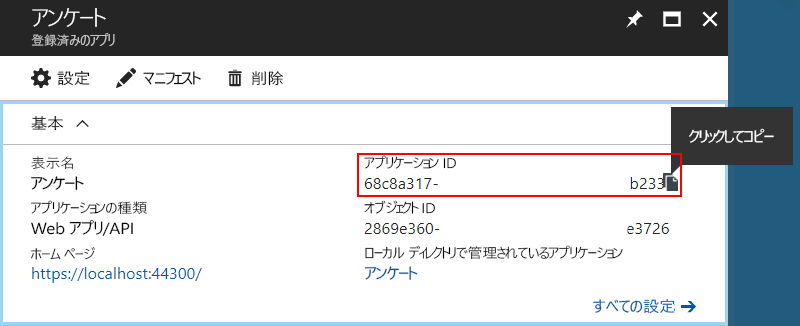 アンケート
登録済みのアプリ
設定 マニフェスト 削除
基本
クリックしてコピー
表示名
アンケート
アプリケーション ID
68c8a317- b233
アプリケーションの種類
Web アプリ/API
オブジェクト ID
2869e360- e3726
ホーム ページ
https://localhost:44300/
ローカル ディレクトリで管理されているアプリケーション
アンケート
すべての設定